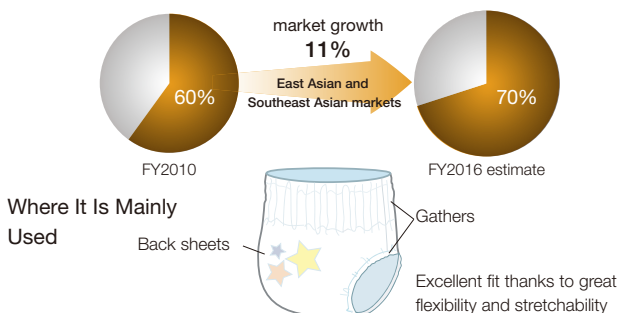 market growth
11%
East Asian and
Southeast Asian markets
60%
70%
FY2010
FY2016 estimate
Where It Is Mainly
Used
Back sheets
Gathers
Excellent fit thanks to great
flexibility and stretchability